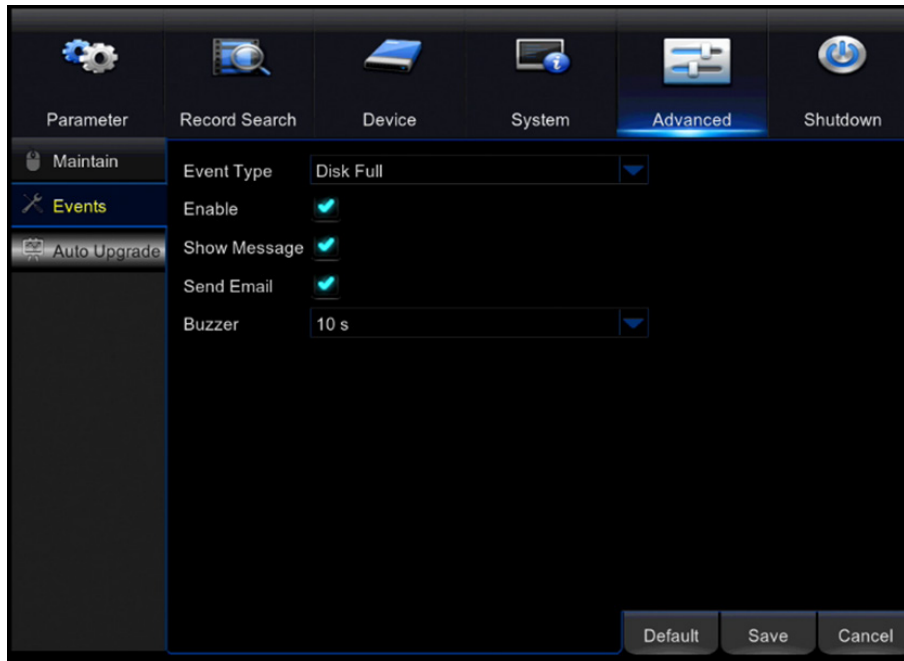 Parameter Record Search Device System Advanced Shutdown
Maintain
Events
Auto Upgrade
Event Type Disk Full
Enable
Show Message
Send Email
Buzzer 10 s
Default Save Cancel